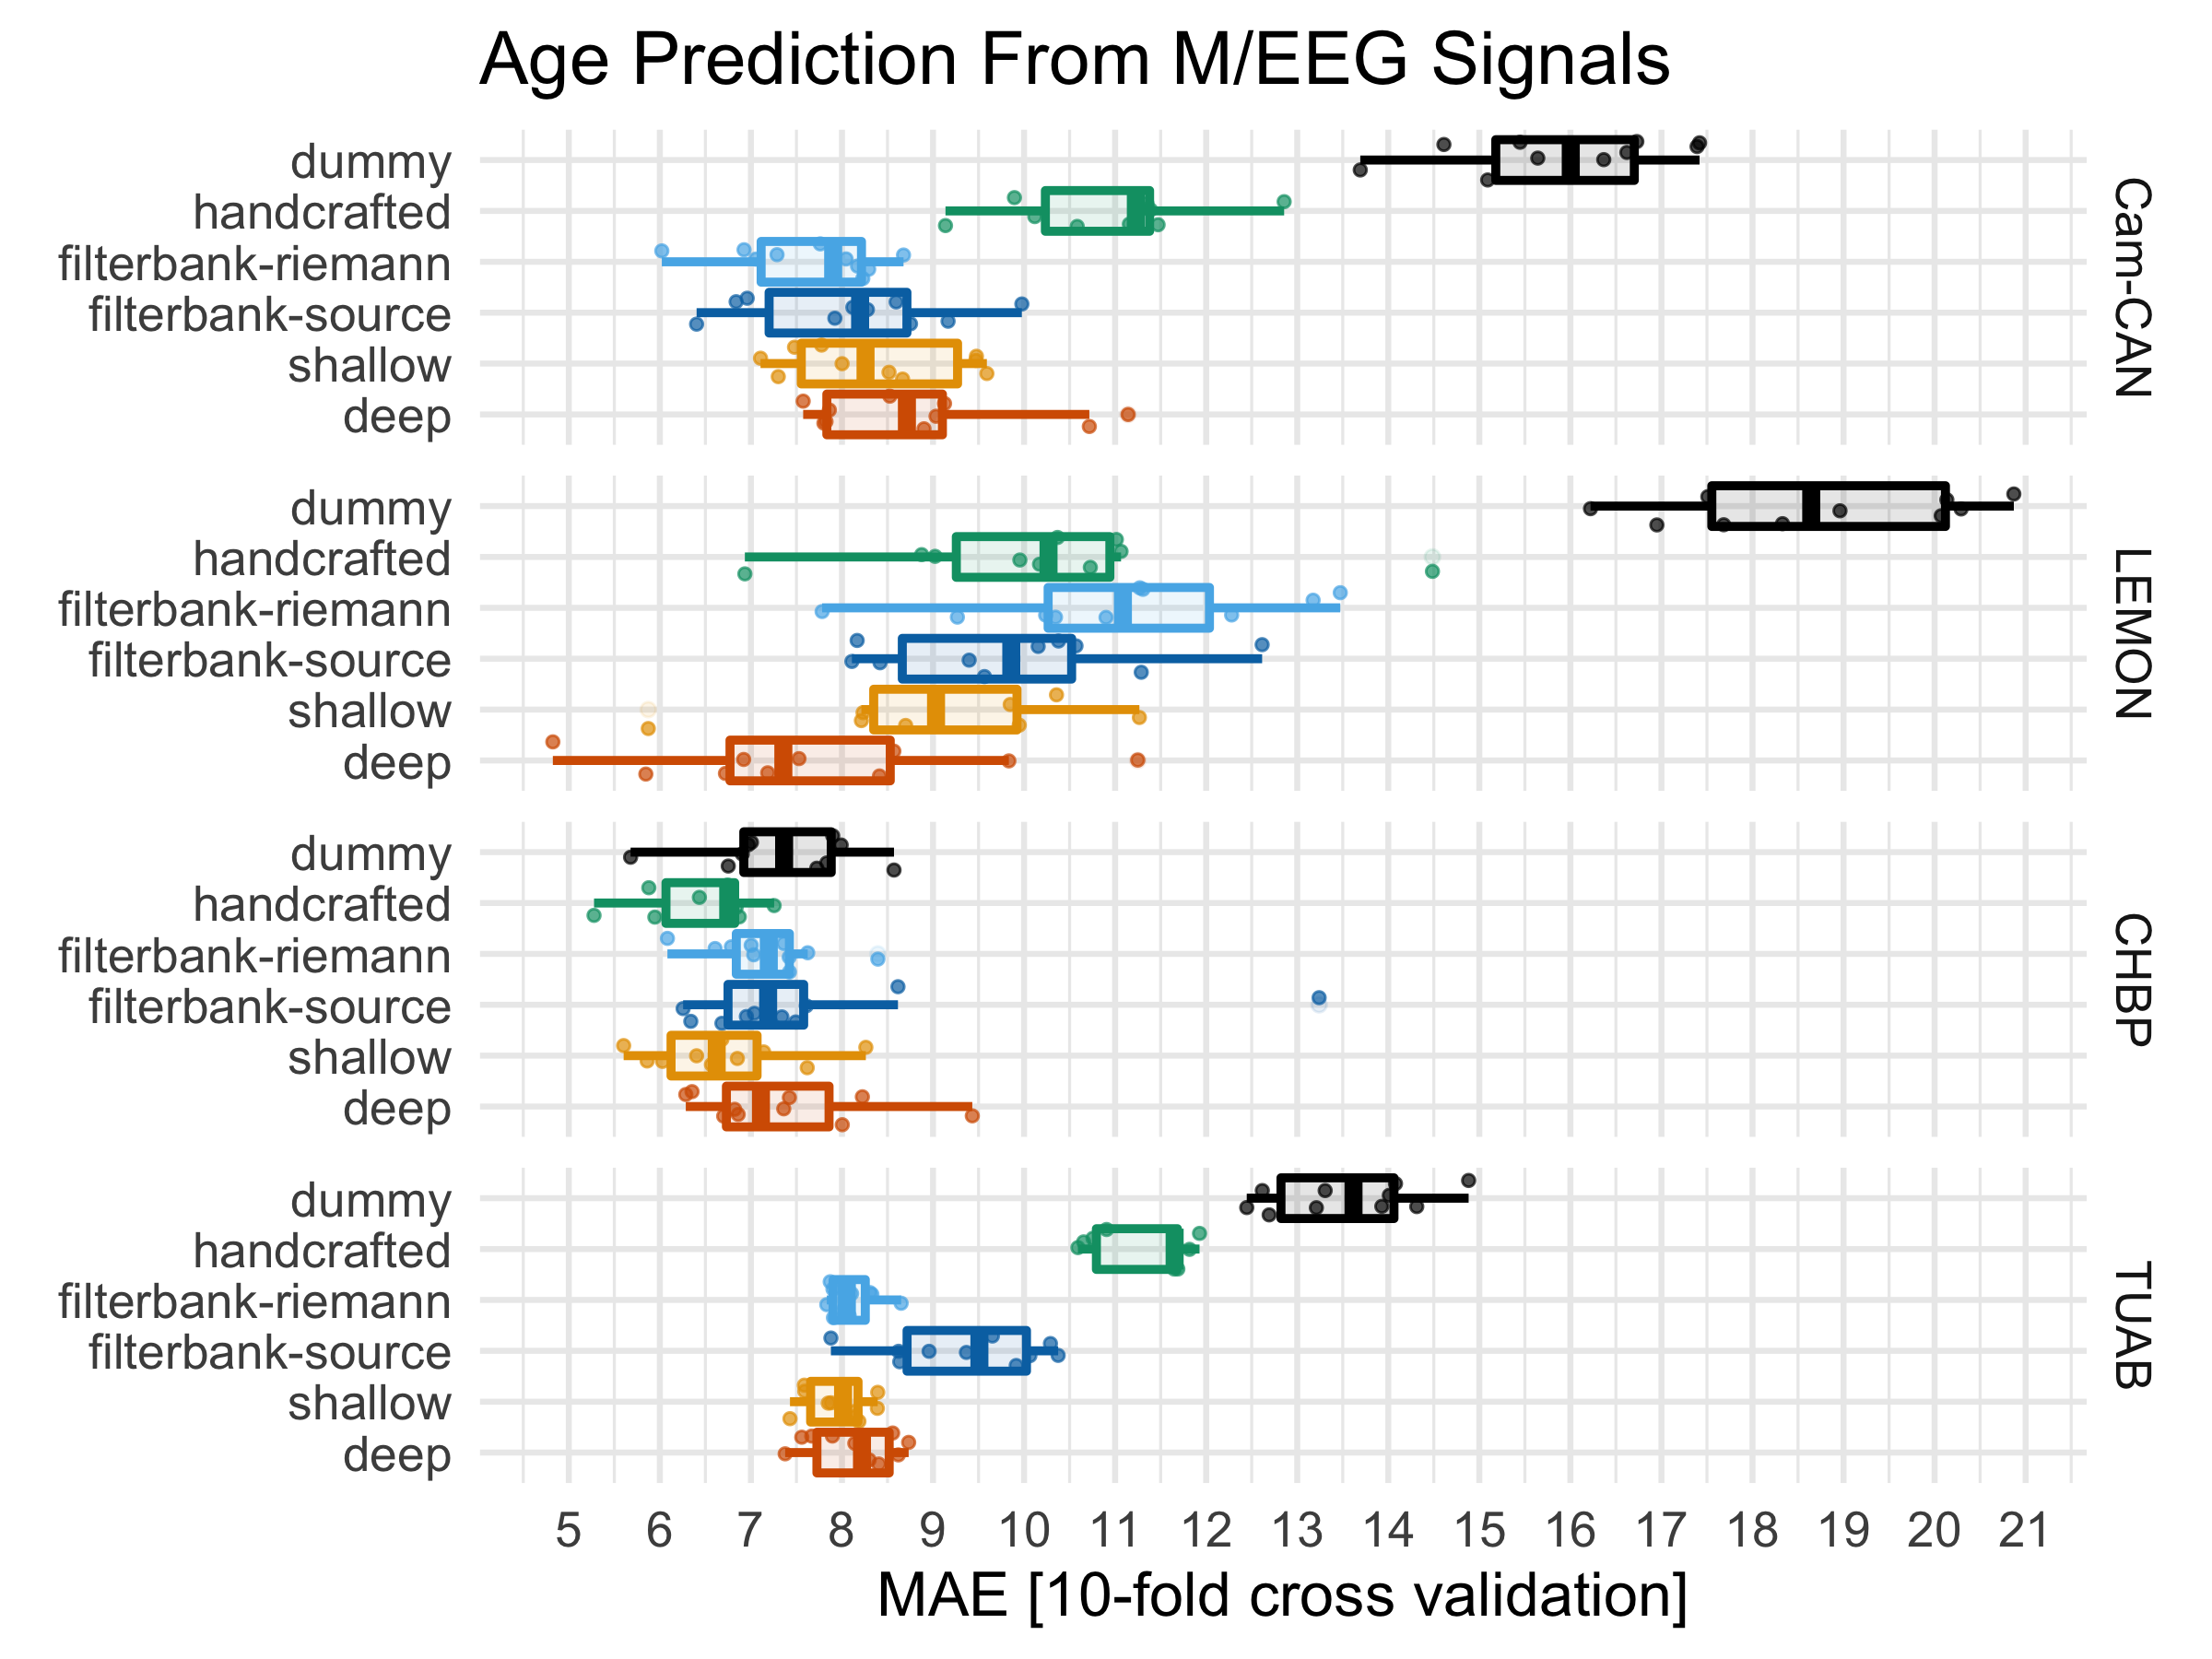 Age Prediction From M/EEG Signals
dummy
handcrafted
filterbank-riemann
filterbank-source
shallow
deep
Cam-CAN
dummy
handcrafted
filterbank-riemann
filterbank-source
shallow
deep
LEMON
dummy
handcrafted
filterbank-riemann
filterbank-source
shallow
deep
CHBP
dummy
handcrafted
filterbank-riemann
filterbank-source
shallow
deep
TUAB
5 6 7 8 9 10 11 12 13 14 15 16 17 18 19 20 21
MAE [10-fold cross validation]